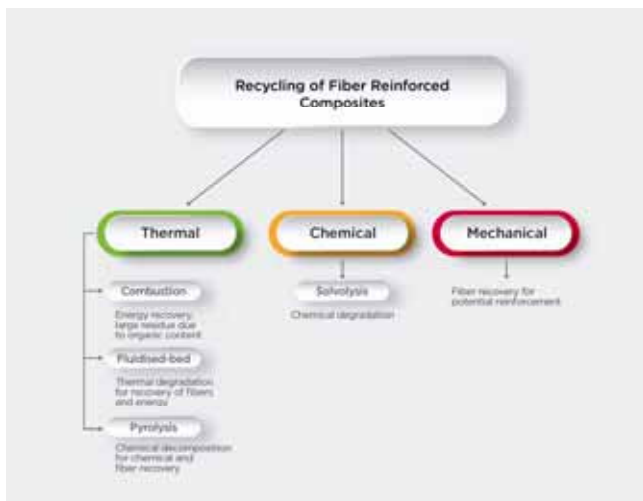 Recycling of Fiber Reinforced
Composites
Thermal
Chemical
Mechanical
Combustion
Energy recovery,
large residue due
to organic content
Fluidised-bed
Thermal degradation
for recovery of fibers
and energy
Pyrolysis
Chemical decomposition
for chemical and
fiber recovery
Solvolysis
Chemical degradation
Fiber recovery for
potential reinforcement